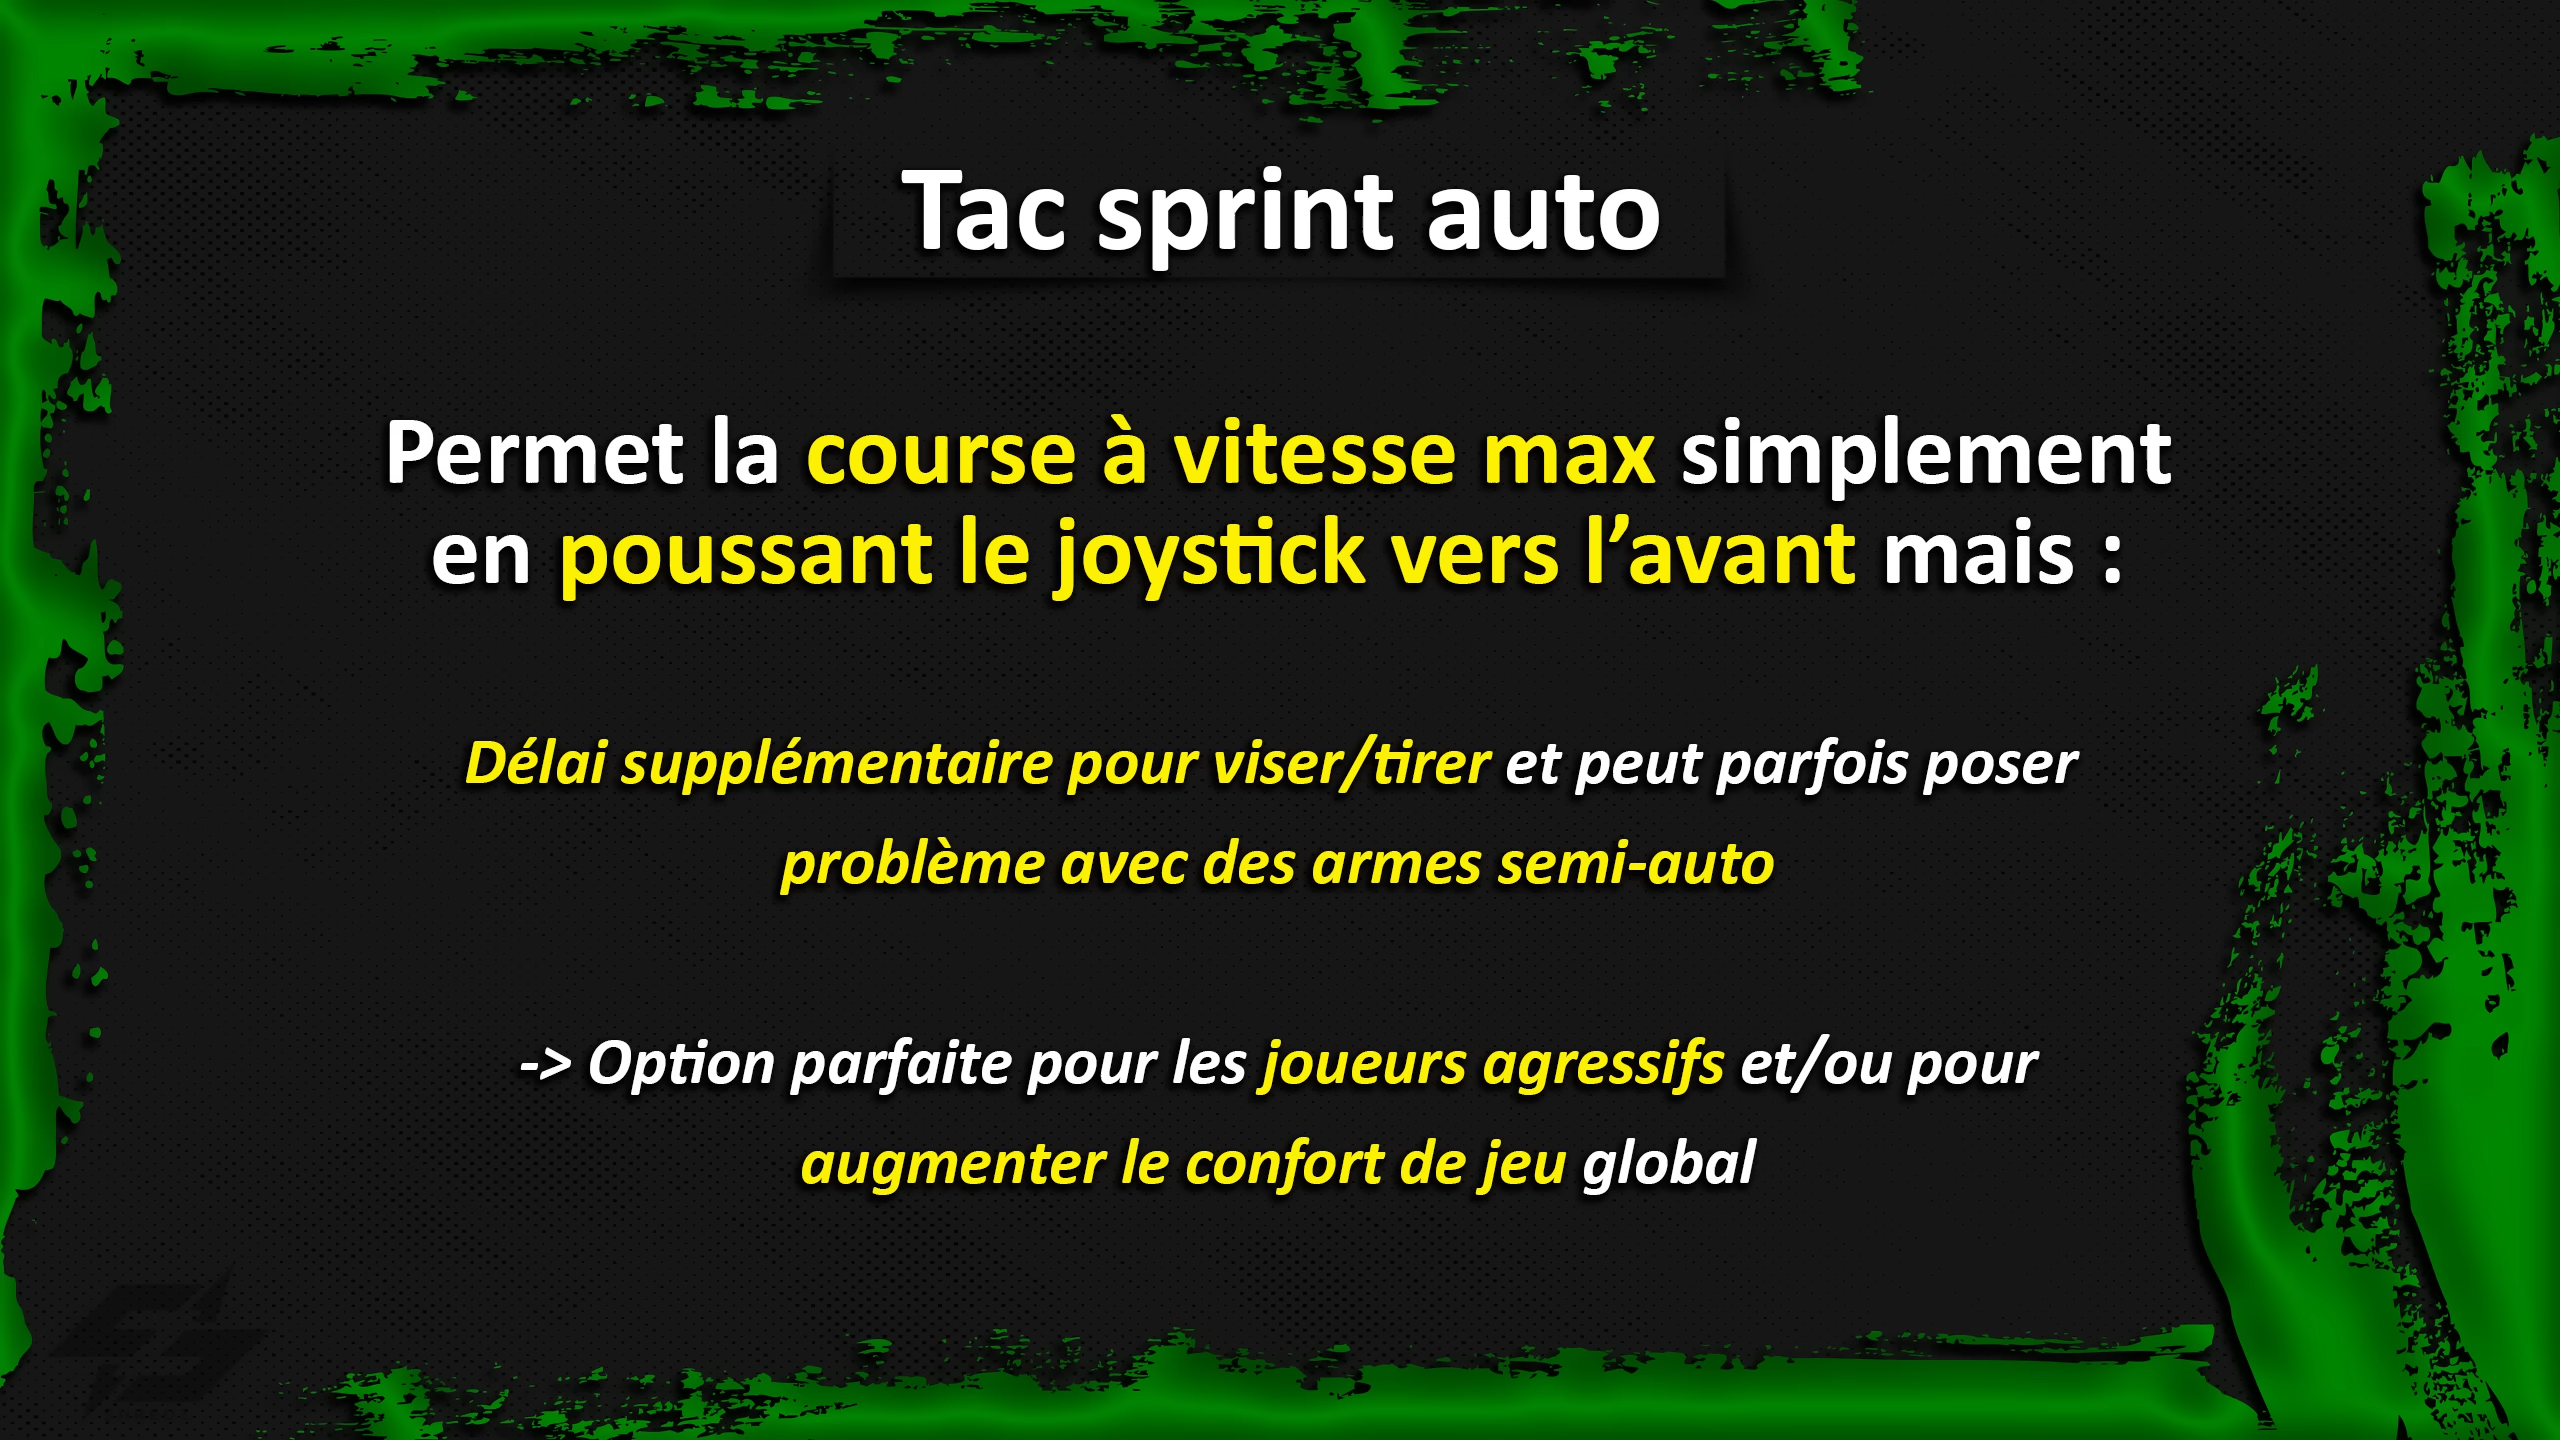 Tac sprint auto
Permet la course à vitesse max simplement
en poussant le joystick vers l’avant mais :
Délai supplémentaire pour viser/tirer et peut parfois poser
problème avec des armes semi-auto
-> Option parfaite pour les joueurs agressifs et/ou pour
augmenter le confort de jeu global